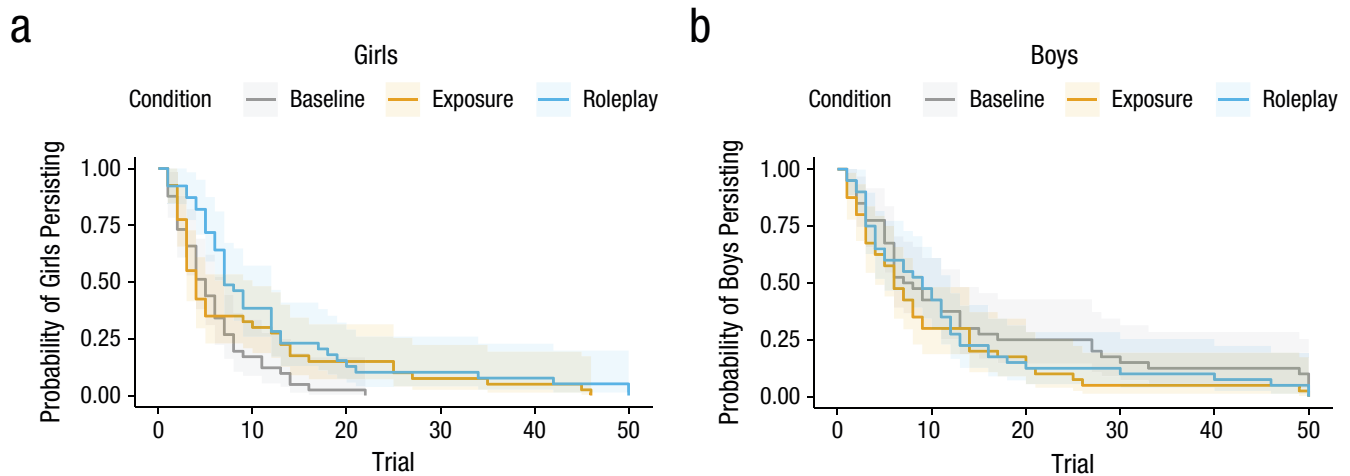 a
Girls
Condition Baseline Exposure Roleplay
Probability of Girls Persisting
1.00
0.75
0.50
0.25
0.00
0 10 20 30 40 50
Trial
b
Boys
Condition Baseline Exposure Roleplay
Probability of Boys Persisting
1.00
0.75
0.50
0.25
0.00
0 10 20 30 40 50
Trial